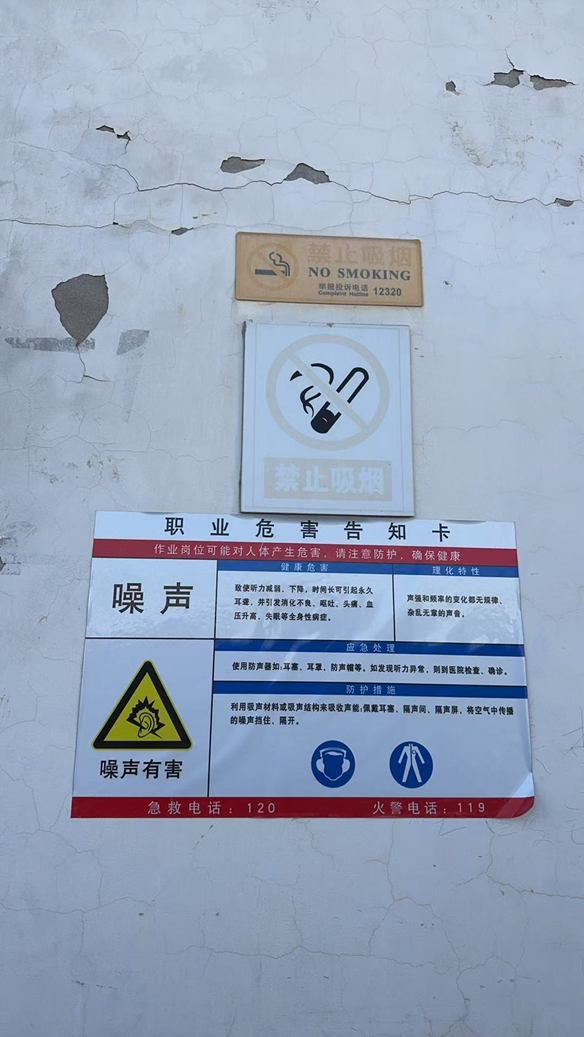 禁止吸烟
NO SMOKING
举报投诉电话
Complaint Hotline 12320
禁止吸烟
职业危害告知卡
作业岗位可能对人体产生危害，请注意防护，确保健康
噪声
健康危害
致使听力减弱、下降，时间长可引起永久
耳聋，并引发消化不良、呕吐、头痛、血
压升高、失眠等全身性病症。
理化特性
声强和频率的变化都无规律、
杂乱无章的声音。
应急处理
使用防声器如:耳塞、耳罩、防声帽等。如发现听力异常，则到医院检查、确诊。
防护措施
利用吸声材料或吸声结构来吸收声能;佩戴耳塞、隔声间、隔声屏，将空气中传播
的噪声挡住、隔开。
噪声有害
急救电话：120
火警电话：119